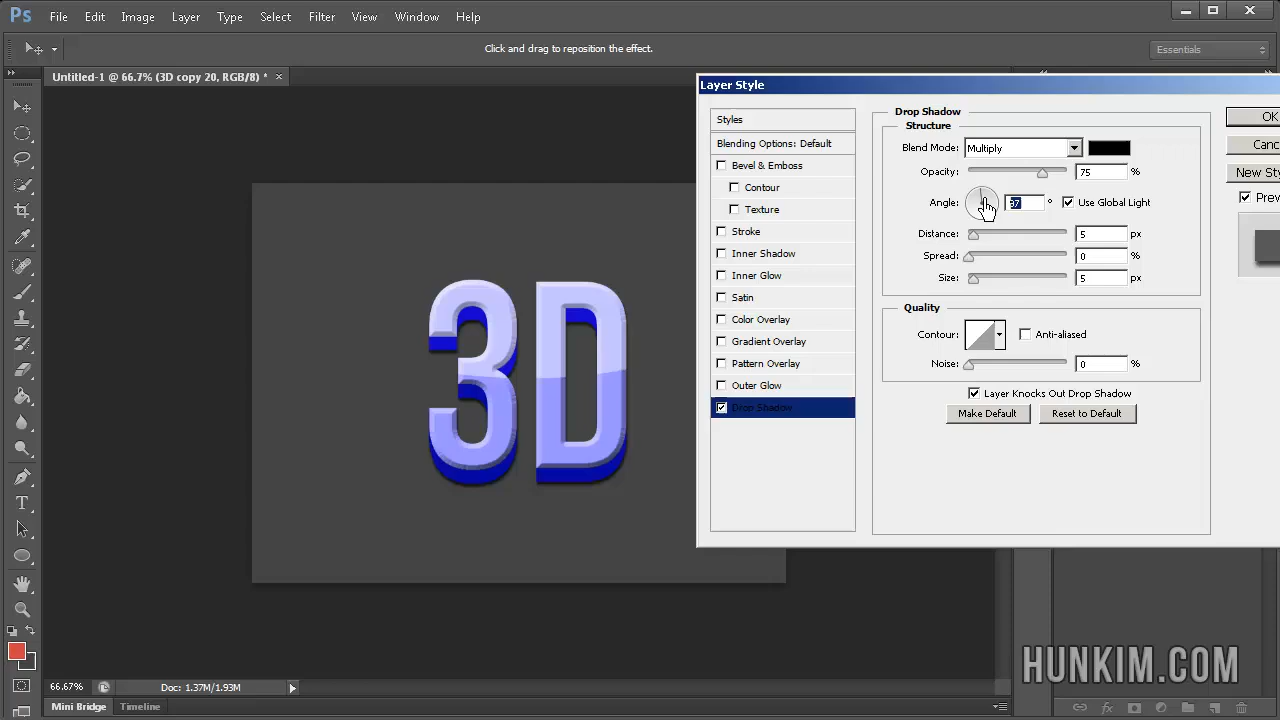 Ps File Edit Image Layer Type Select Filter View Window Help
Click and drag to reposition the effect.
Essentials
Untitled-1 @ 66.7% (3D copy 20, RGB/8) * ×
Layer Style
Styles
Blending Options: Default
Bevel & Emboss
Contour
Texture
Stroke
Inner Shadow
Inner Glow
Satin
Color Overlay
Gradient Overlay
Pattern Overlay
Outer Glow
Drop Shadow
Drop Shadow
Structure
Blend Mode: Multiply
Opacity: 75 %
Angle: 87 ° Use Global Light
Distance: 5 px
Spread: 0 %
Size: 5 px
Quality
Contour: Anti-aliased
Noise: 0 %
Layer Knocks Out Drop Shadow
Make Default Reset to Default
OK
Canc
New Sty
Prev
3D
T
66.67% Doc: 1.37M/1.93M
Mini Bridge Timeline
fx
HUNKIM.COM